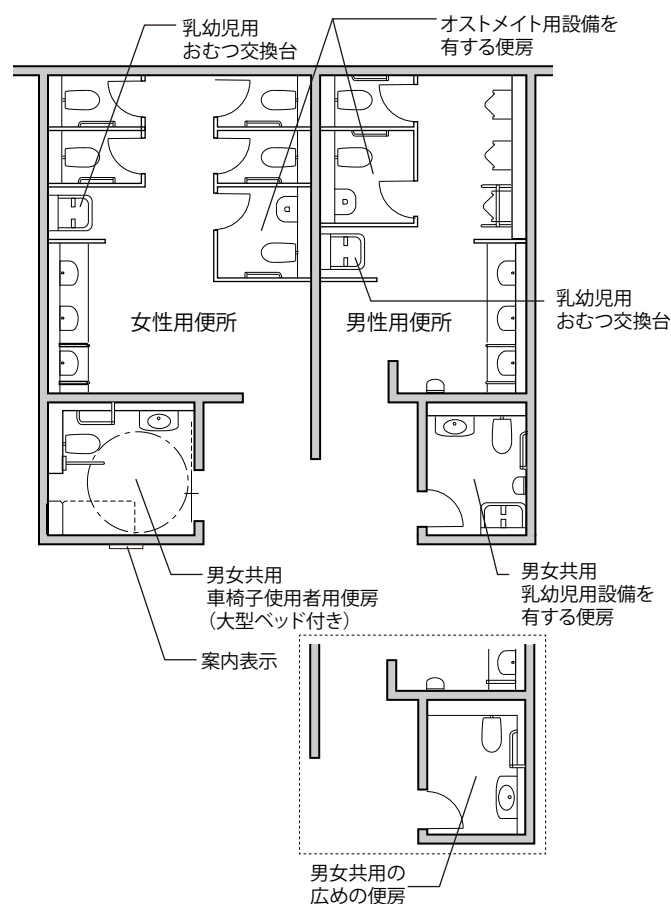 乳幼児用
おむつ交換台
オストメイト用設備を
有する便房
乳幼児用
おむつ交換台
女性用便所
男性用便所
男女共用
車椅子使用者用便房
（大型ベッド付き）
男女共用
乳幼児用設備を
有する便房
案内表示
男女共用の
広めの便房